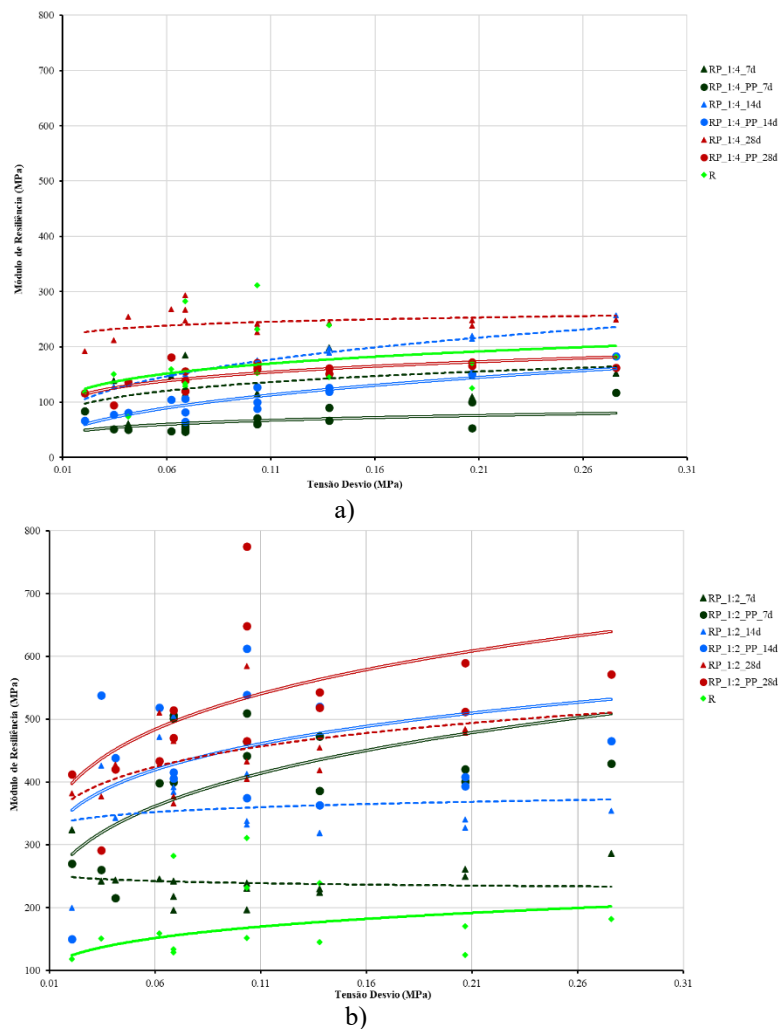 800
700
600
500
400
300
200
100
0
Módulo de Resiliência (MPa)
0.01 0.06 0.11 0.16 0.21 0.26 0.31
Tensão Desvio (MPa)
RP_1:4_7d
RP_1:4_PP_7d
RP_1:4_14d
RP_1:4_PP_14d
RP_1:4_28d
RP_1:4_PP_28d
R
a)
800
700
600
500
400
300
200
100
Módulo de Resiliência (MPa)
0.01 0.06 0.11 0.16 0.21 0.26 0.31
Tensão Desvio (MPa)
RP_1:2_7d
RP_1:2_PP_7d
RP_1:2_14d
RP_1:2_PP_14d
RP_1:2_28d
RP_1:2_PP_28d
R
b)